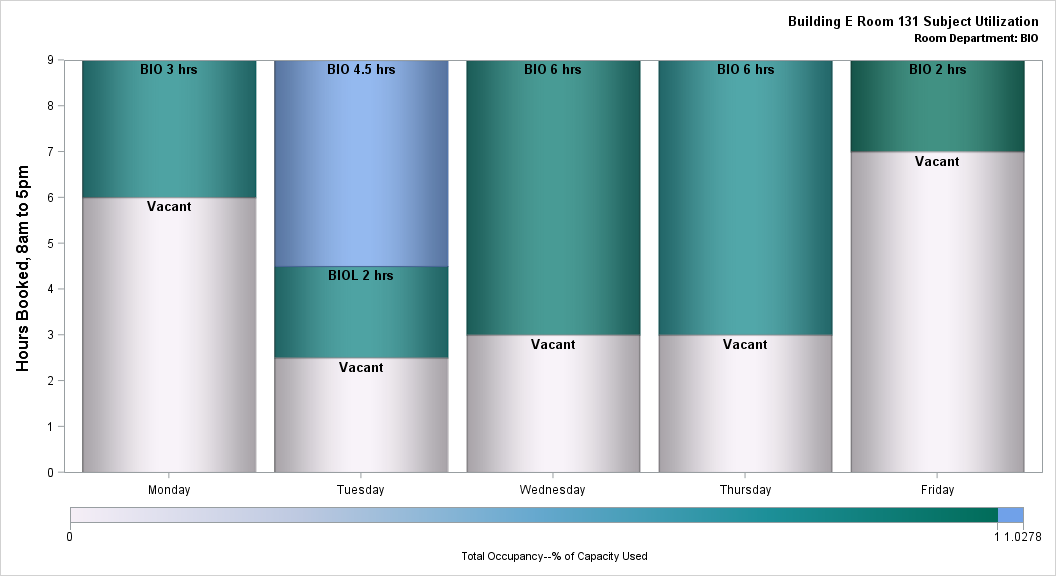 Building E Room 131 Subject Utilization
Room Department: BIO
Hours Booked, 8am to 5pm
9
8
7
6
5
4
3
2
1
0
BIO 3 hrs
Vacant
BIO 4.5 hrs
BIOL 2 hrs
Vacant
BIO 6 hrs
Vacant
BIO 6 hrs
Vacant
BIO 2 hrs
Vacant
Monday
Tuesday
Wednesday
Thursday
Friday
0
1 1.0278
Total Occupancy--% of Capacity Used